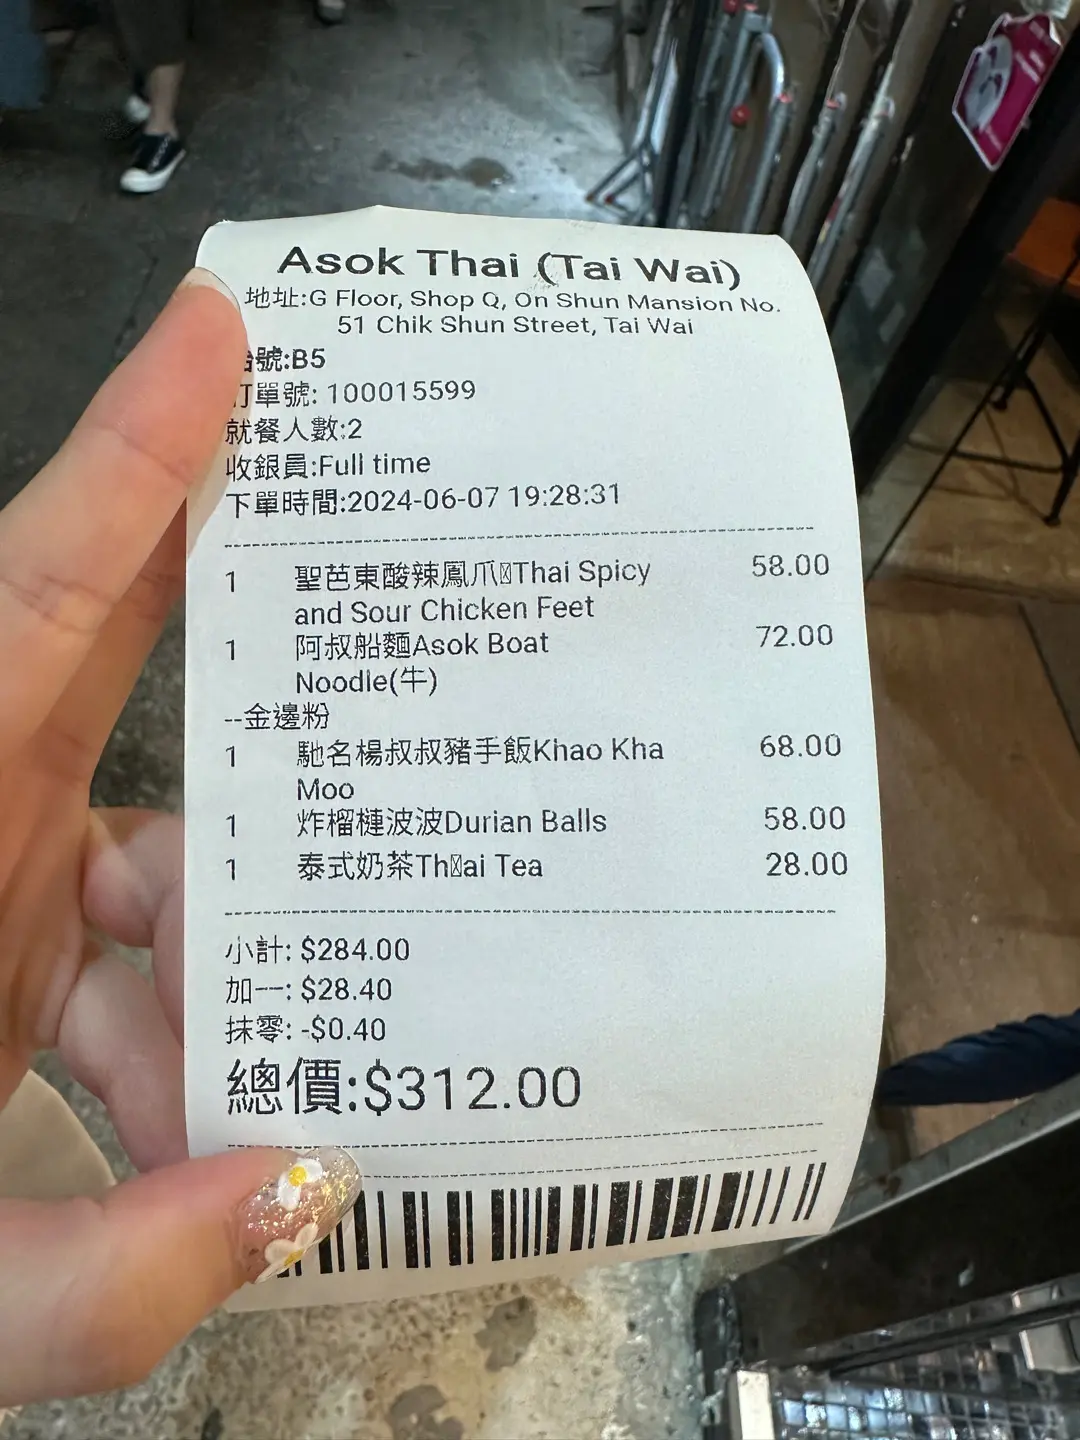 Asok Thai (Tai Wai)
地址:G Floor, Shop Q, On Shun Mansion No.
51 Chik Shun Street, Tai Wai
號:B5
訂單號: 100015599
就餐人數:2
收銀員:Full time
下單時間:2024-06-07 19:28:31
1 聖芭東酸辣鳳爪Thai Spicy 58.00
and Sour Chicken Feet
1 阿叔船麵Asok Boat 72.00
Noodle(牛)
--金邊粉
1 馳名楊叔叔豬手飯Khao Kha 68.00
Moo
1 炸榴槤波波Durian Balls 58.00
1 泰式奶茶Thai Tea 28.00
小計: $284.00
加一: $28.40
抹零: -$0.40
總價:$312.00